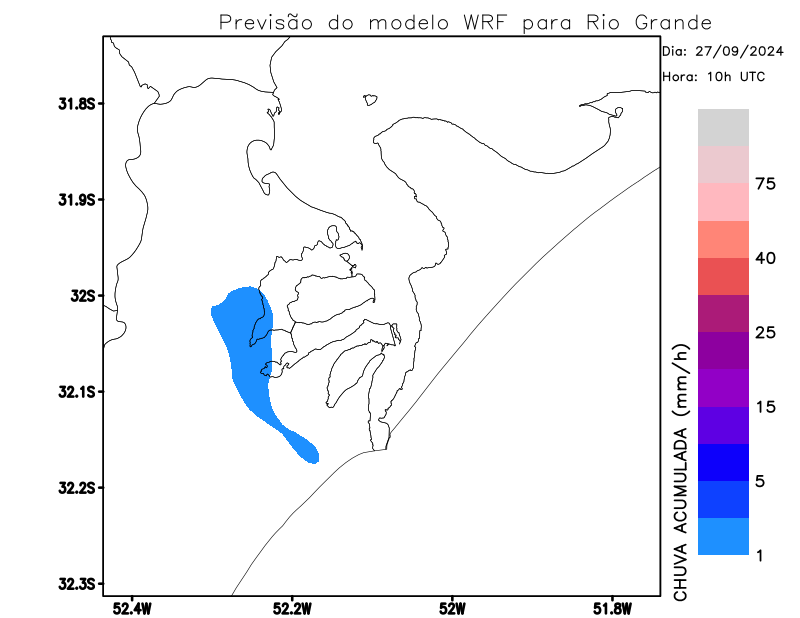 Previsão do modelo WRF para Rio Grande
Dia: 27/09/2024
Hora: 10h UTC
31.8S
31.9S
32S
32.1S
32.2S
32.3S
52.4W
52.2W
52W
51.8W
75
40
25
15
5
1
CHUVA ACUMULADA (mm/h)